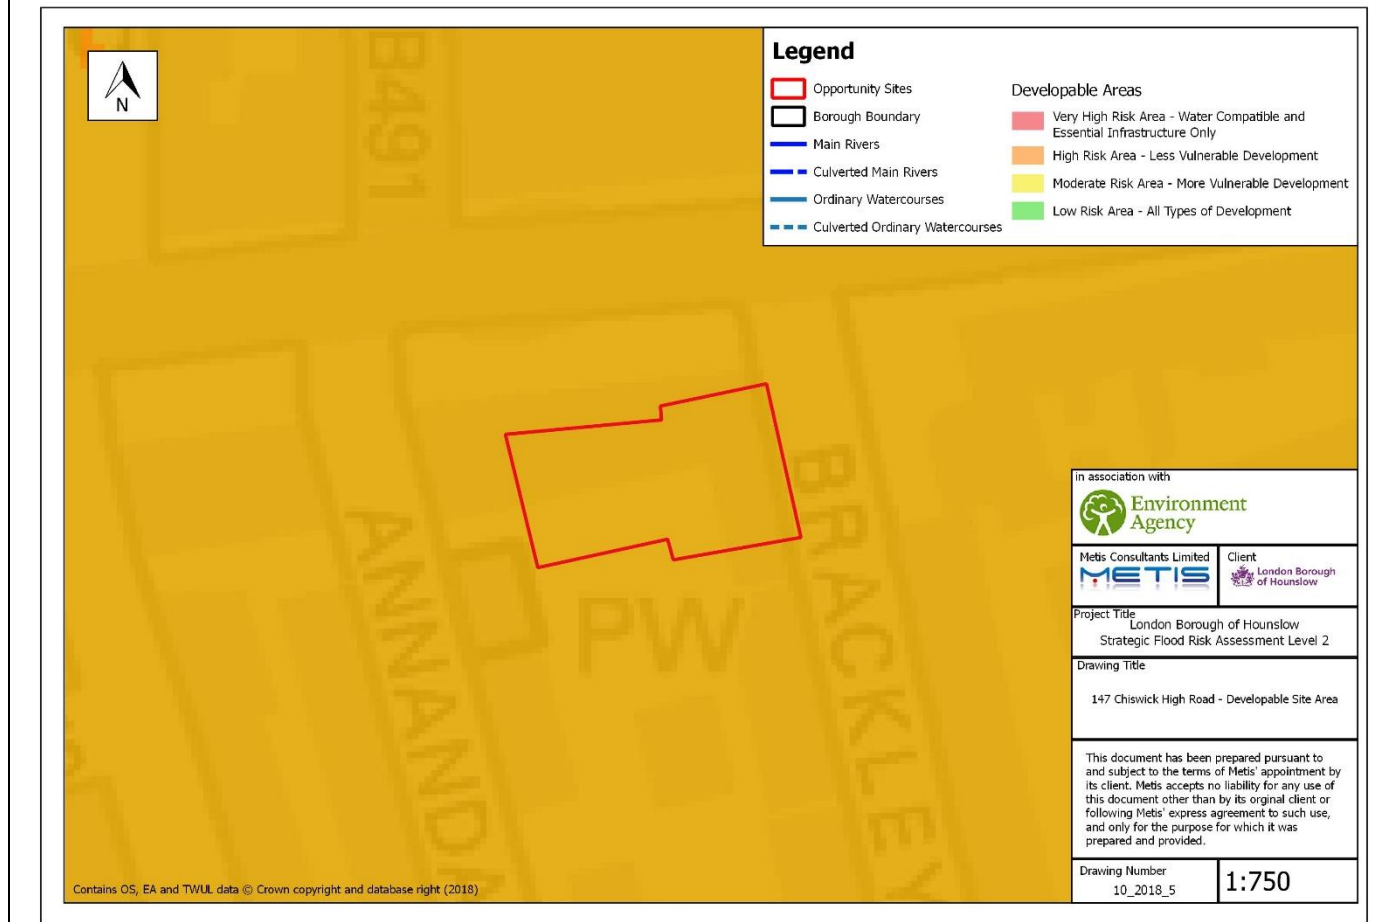 N
B491
ANNANDA
PW
BRACKLEY
Contains OS, EA and TWUL data © Crown copyright and database right (2018)
Legend
Opportunity Sites
Borough Boundary
Main Rivers
Culverted Main Rivers
Ordinary Watercourses
Culverted Ordinary Watercourses
Developable Areas
Very High Risk Area - Water Compatible and
Essential Infrastructure Only
High Risk Area - Less Vulnerable Development
Moderate Risk Area - More Vulnerable Development
Low Risk Area - All Types of Development
in association with
Environment
Agency
Metis Consultants Limited
METIS
Client
London Borough
of Hounslow
Project Title
London Borough of Hounslow
Strategic Flood Risk Assessment Level 2
Drawing Title
147 Chiswick High Road - Developable Site Area
This document has been prepared pursuant to
and subject to the terms of Metis' appointment by
its client. Metis accepts no liability for any use of
this document other than by its orginal client or
following Metis' express agreement to such use,
and only for the purpose for which it was
prepared and provided.
Drawing Number
10_2018_5
1:750